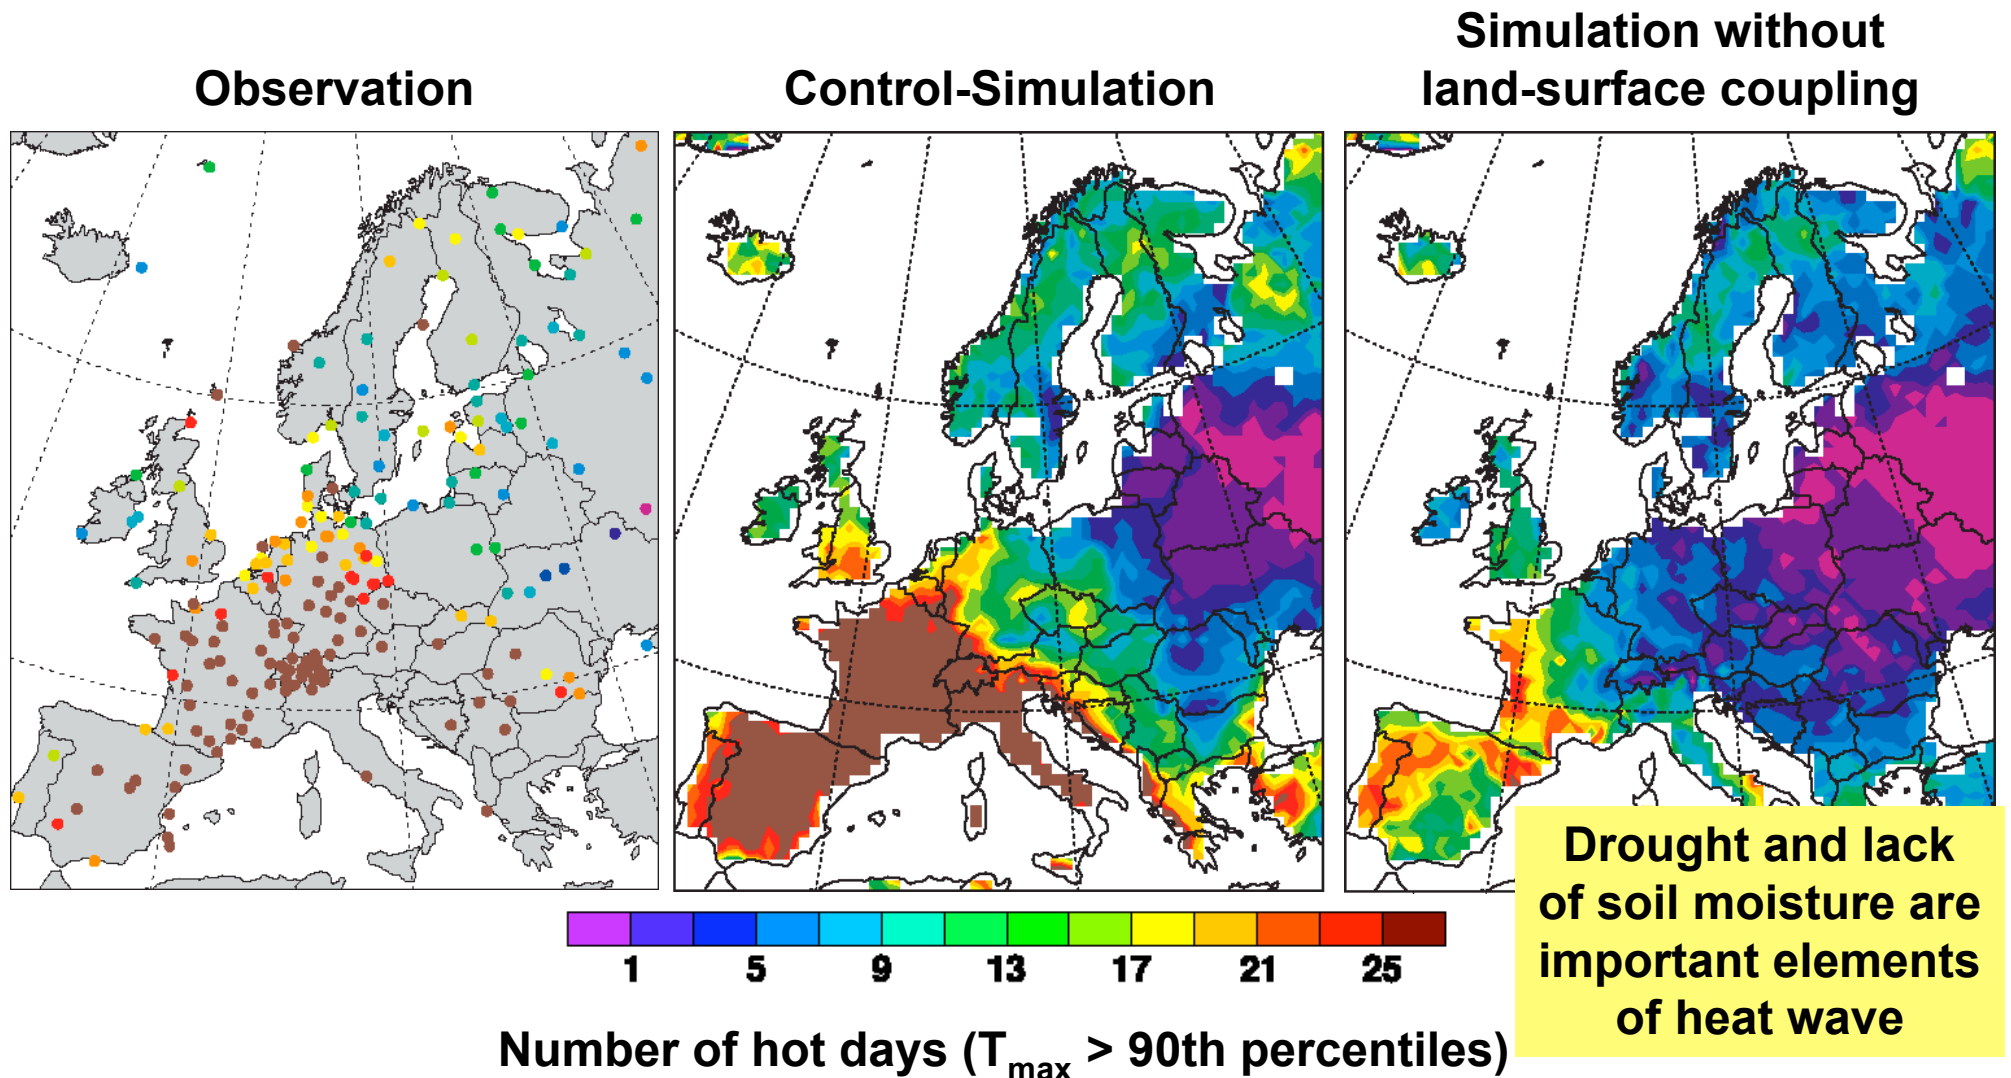 Observation
Control-Simulation
Simulation without
land-surface coupling
1 5 9 13 17 21 25
Number of hot days (Tmax > 90th percentiles)
Drought and lack
of soil moisture are
important elements
of heat wave